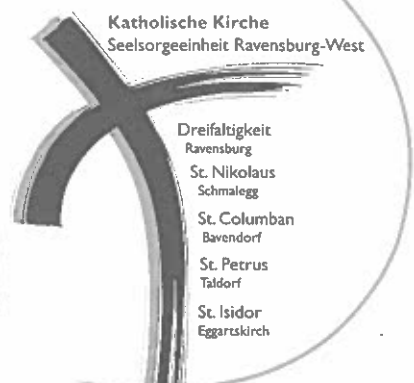 Katholische Kirche
Seelsorgeeinheit Ravensburg-West
Dreifaltigkeit
Ravensburg
St. Nikolaus
Schmalegg
St. Columban
Bavendorf
St. Petrus
Taldorf
St. Isidor
Eggartskirch